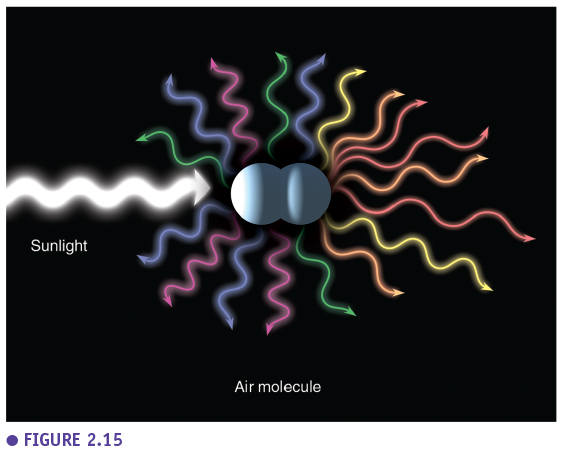 Sunlight
Air molecule
● FIGURE 2.15